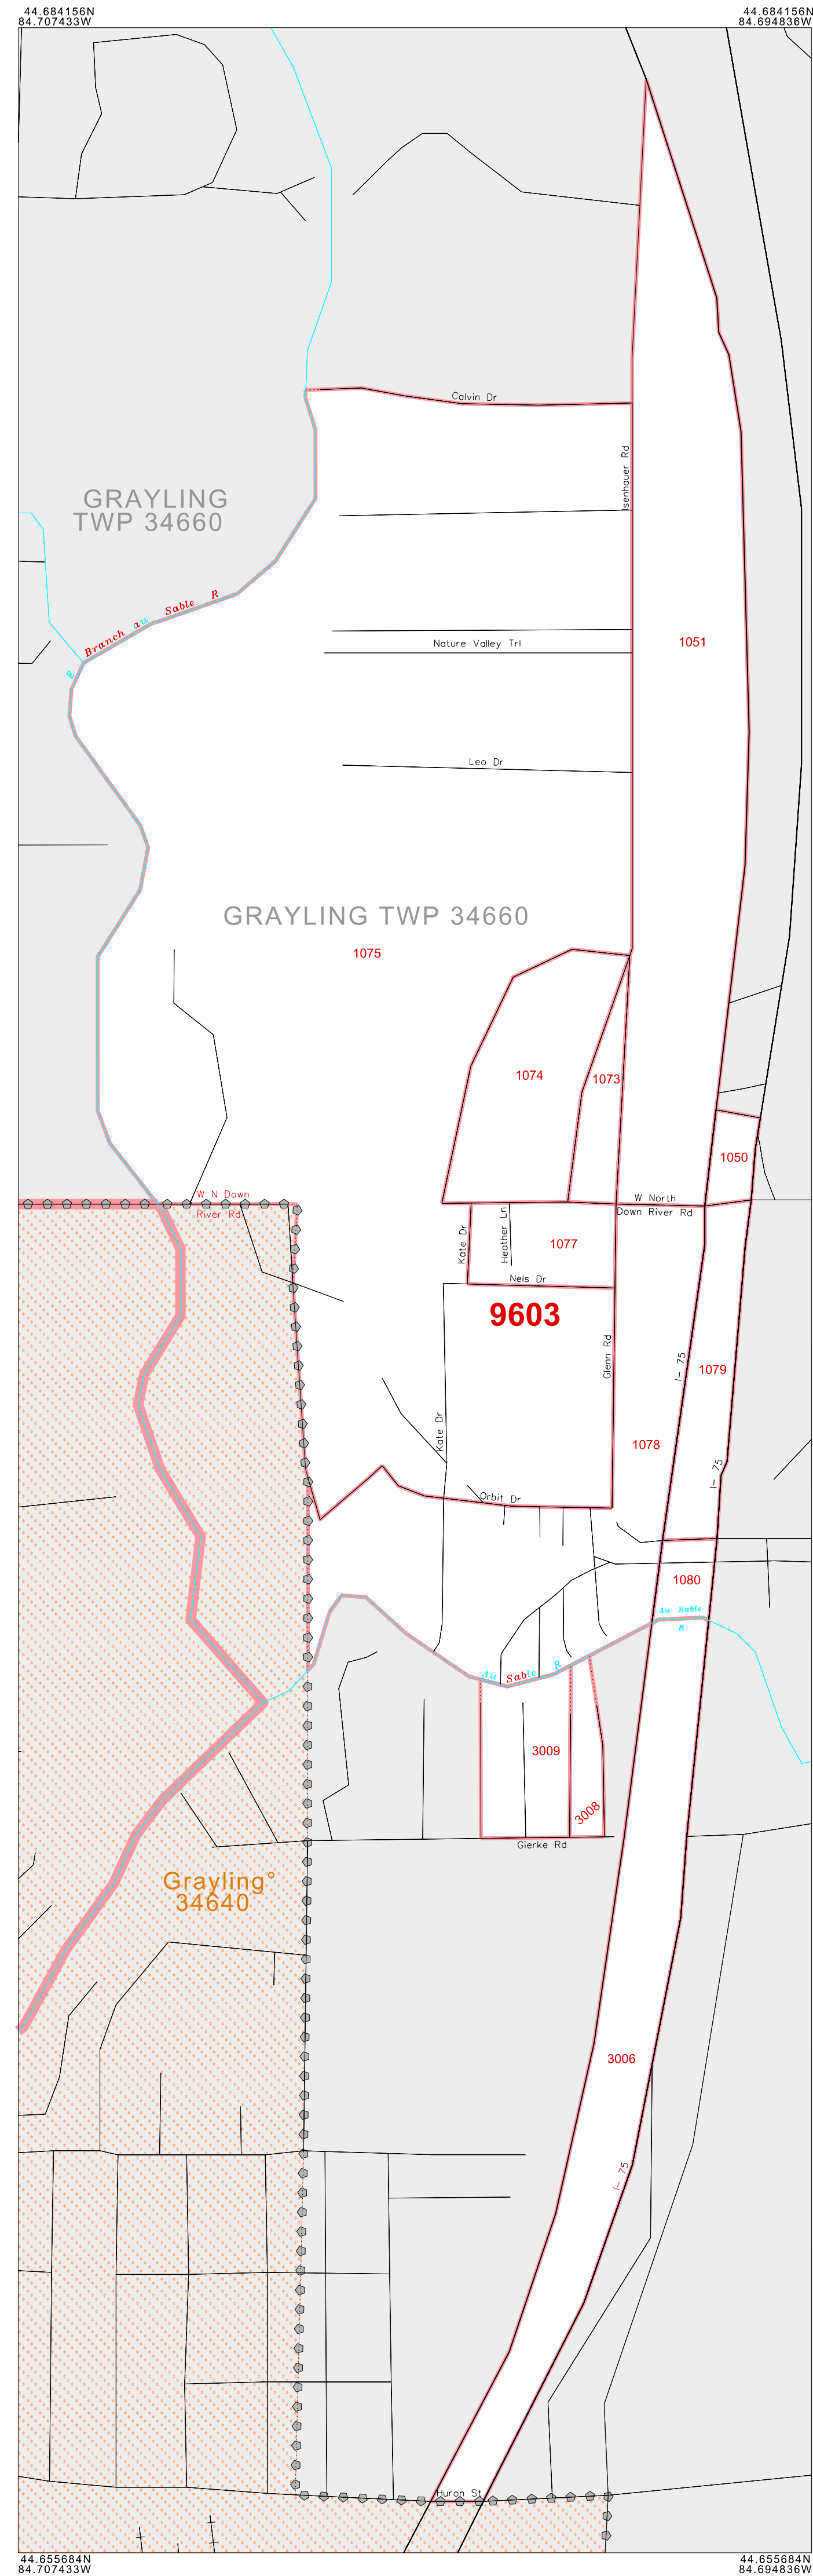 44.684156N
84.707433W
44.684156N
84.694836W
Calvin Dr
Isenhauer Rd
GRAYLING
TWP 34660
E Branch au Sable R
1051
Nature Valley Trl
Leo Dr
GRAYLING TWP 34660
1075
1074
1073
1050
W N Down
River Rd
W North
Down River Rd
Kate Dr
Heather Ln
1077
Nels Dr
9603
Glenn Rd
I- 75
1079
Kate Dr
1078
I- 75
Orbit Dr
1080
Au Sable
R
Au Sable R
3009
3008
Gierke Rd
Grayling°
34640
3006
I- 75
Huron St
44.655684N
84.707433W
44.655684N
84.694836W